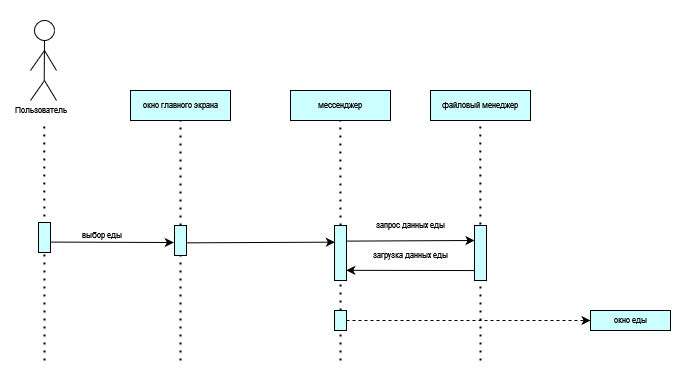 Пользователь
окно главного экрана
мессенджер
файловый менеджер
выбор еды
запрос данных еды
загрузка данных еды
окно еды